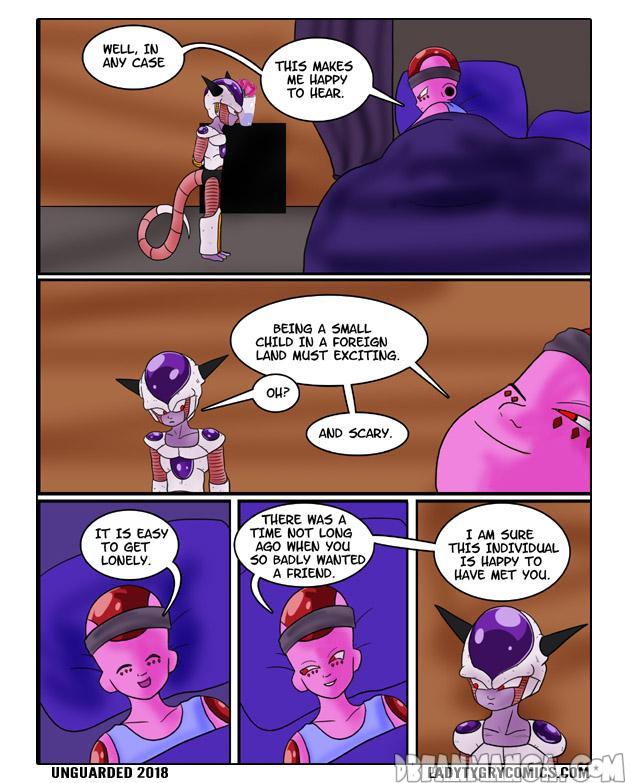 WELL, IN
ANY CASE
THIS MAKES
ME HAPPY
TO HEAR.
BEING A SMALL
CHILD IN A FOREIGN
LAND MUST EXCITING.
OH?
AND SCARY.
IT IS EASY
TO GET
LONELY.
THERE WAS A
TIME NOT LONG
AGO WHEN YOU
SO BADLY WANTED
A FRIEND.
I AM SURE
THIS INDIVIDUAL
IS HAPPY TO
HAVE MET YOU.
UNGUARDED 2018
LADYTYGRYCOMICS.COM
DBFANMANGA.COM